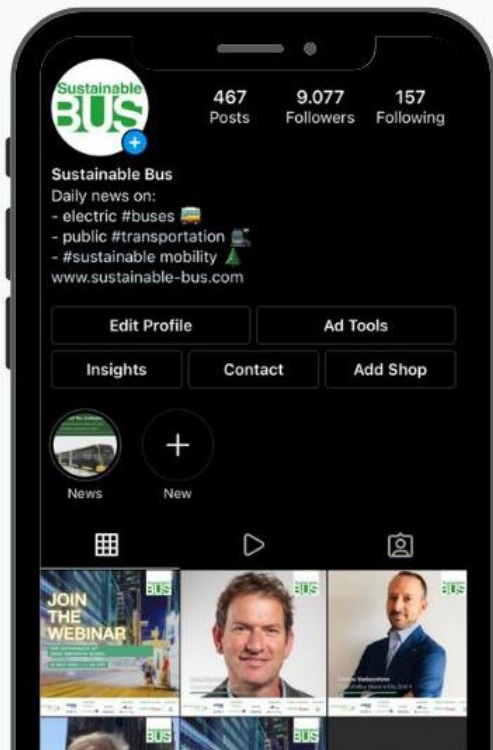 Sustainable
BUS
467 9.077 157
Posts Followers Following
Sustainable Bus
Daily news on:
- electric #buses
- public #transportation
- #sustainable mobility
www.sustainable-bus.com
Edit Profile Ad Tools
Insights Contact Add Shop
News New
BUS BUS BUS
JOIN
THE
WEBINAR
BUS BUS